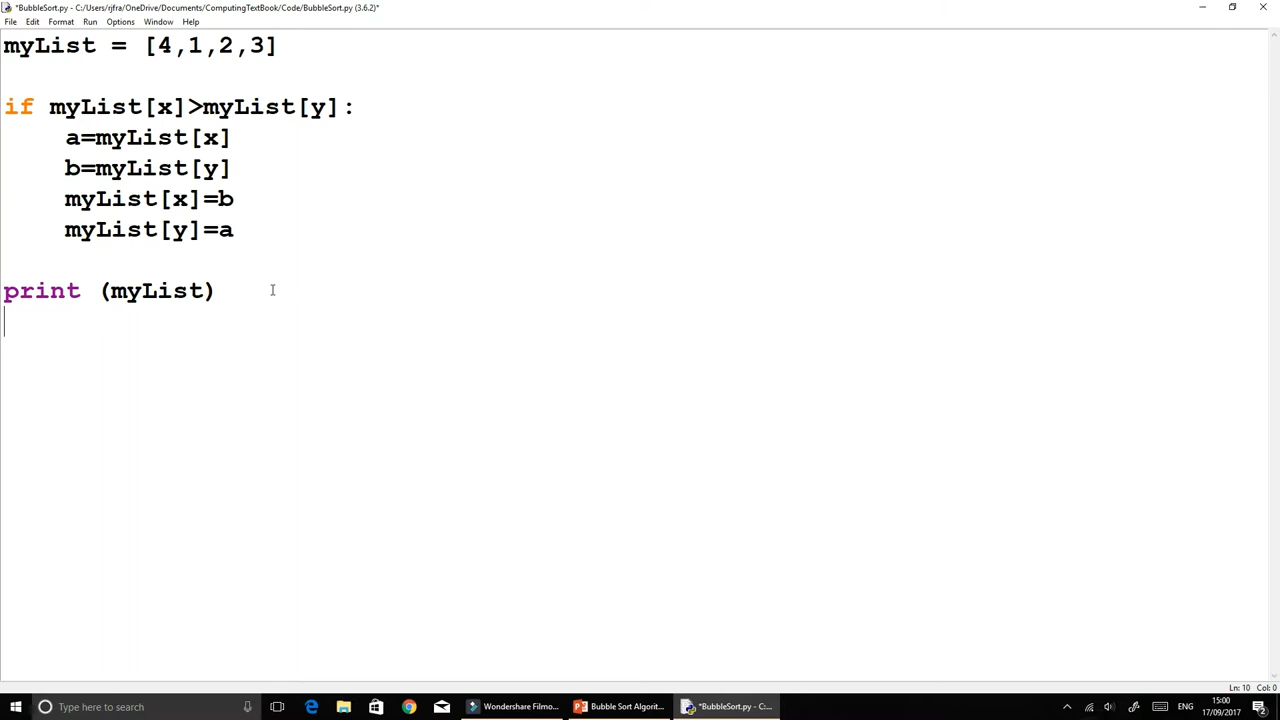 *BubbleSort.py - C:/Users/rjfra/OneDrive/Documents/ComputingTextBook/Code/BubbleSort.py (3.6.2)*
File Edit Format Run Options Window Help
myList = [4,1,2,3]
if myList[x]>myList[y]:
    a=myList[x]
    b=myList[y]
    myList[x]=b
    myList[y]=a
print (myList)
Ln: 10 Col: 0
Type here to search
Wondershare Filmo...
Bubble Sort Algorit...
*BubbleSort.py - C:...
ENG
15:00
17/09/2017
2